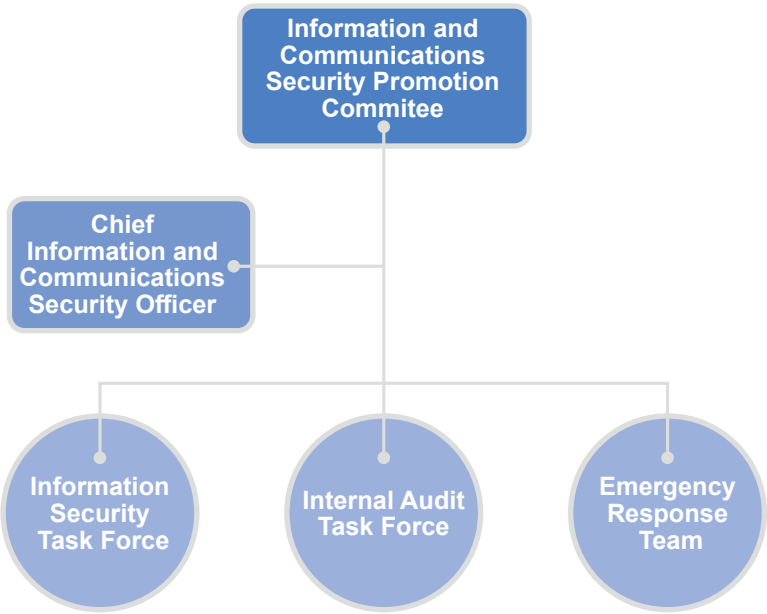 Information and
Communications
Security Promotion
Commitee
Chief
Information and
Communications
Security Officer
Information
Security
Task Force
Internal Audit
Task Force
Emergency
Response
Team